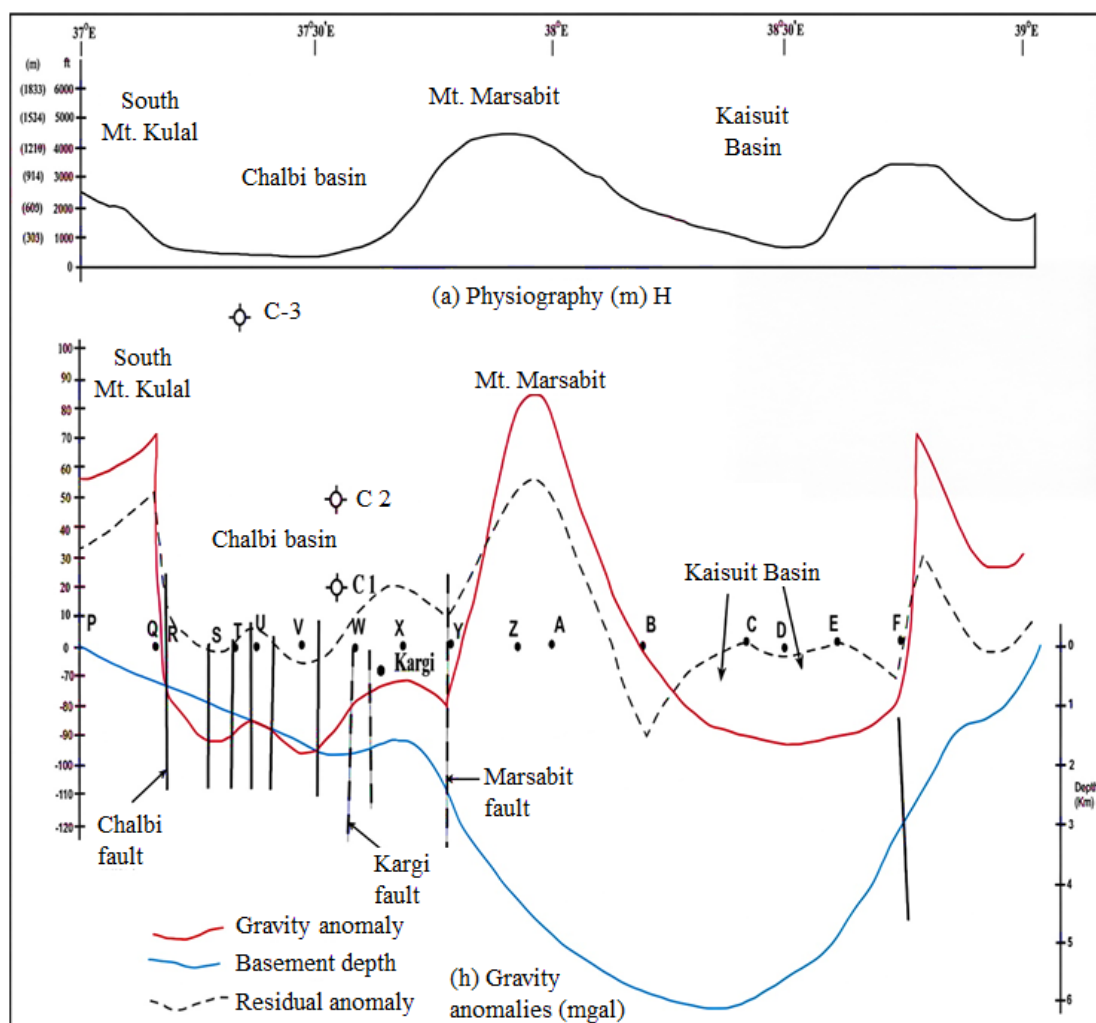 37°E 37°30'E 38°E 38°30'E 39°E
(m) ft
(1833) 6000
(1524) 5000
(1210) 4000
(914) 3000
(609) 2000
(303) 1000
0
South
Mt. Kulal
Chalbi basin
Mt. Marsabit
Kaisuit
Basin
(a) Physiography (m) H
C-3
100
90
80
70
60
50
40
30
20
10
0
-70
-80
-90
-100
-110
-120
South
Mt. Kulal
Mt. Marsabit
C 2
Chalbi basin
C1
Kaisuit Basin
P Q R S T U V W X Y Z A B C D E F
Kargi
Chalbi
fault
Kargi
fault
Marsabit
fault
0
1
2
Depth
(Km)
3
4
5
6
Gravity anomaly
Basement depth
Residual anomaly
(h) Gravity
anomalies (mgal)